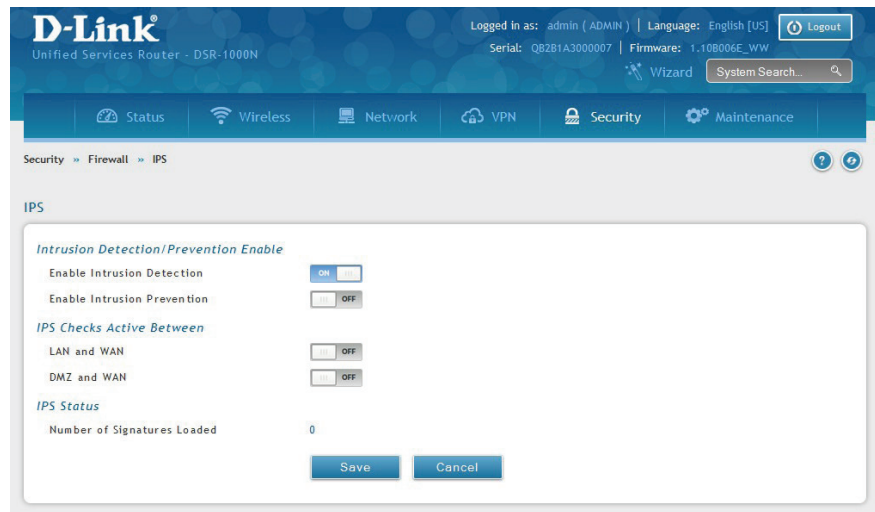 D-Link
Unified Services Router - DSR-1000N
Logged in as: admin ( ADMIN ) | Language: English [US]
Logout
Serial: QB2B1A3000007 | Firmware: 1.10B006E_WW
Wizard
System Search...
Status
Wireless
Network
VPN
Security
Maintenance
Security » Firewall » IPS
IPS
Intrusion Detection/Prevention Enable
Enable Intrusion Detection ON
Enable Intrusion Prevention OFF
IPS Checks Active Between
LAN and WAN OFF
DMZ and WAN OFF
IPS Status
Number of Signatures Loaded 0
Save Cancel